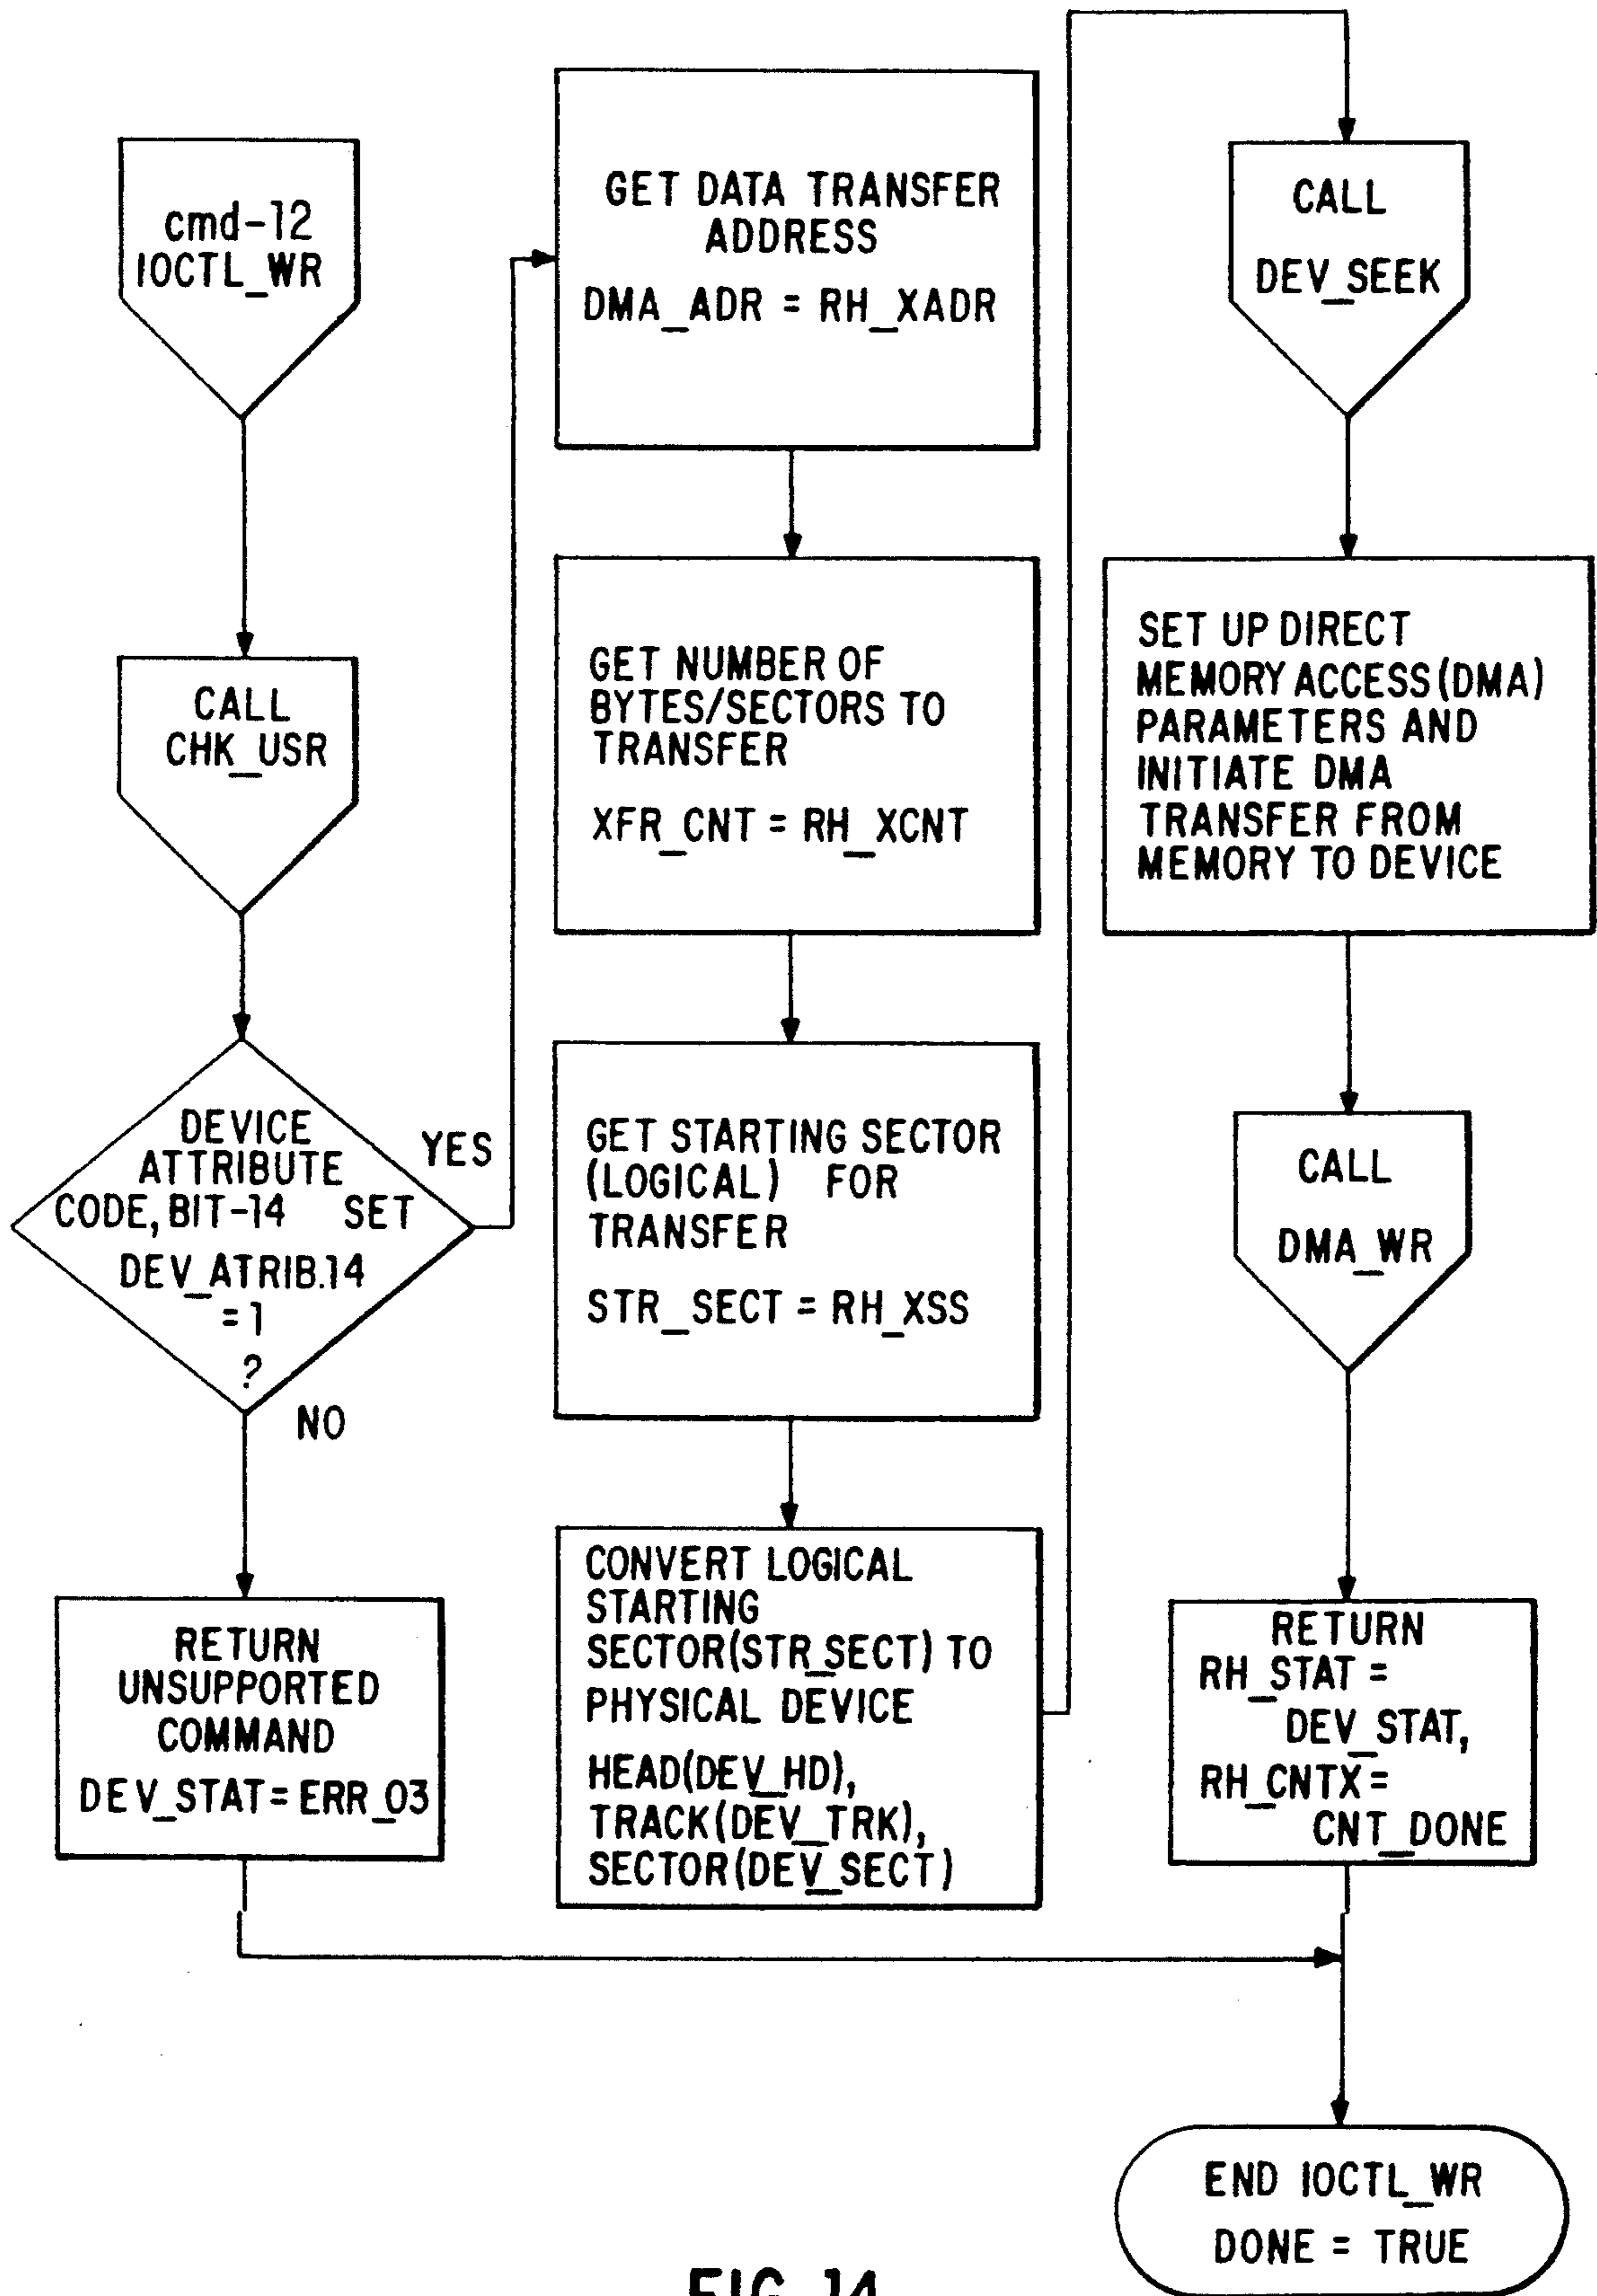 cmd-12
IOCTL_WR
CALL
CHK_USR
DEVICE
ATTRIBUTE
CODE, BIT-14 SET
DEV_ATRIB.14
=1
?
YES
NO
RETURN
UNSUPPORTED
COMMAND
DEV_STAT = ERR_03
GET DATA TRANSFER
ADDRESS
DMA_ADR = RH_XADR
GET NUMBER OF
BYTES/SECTORS TO
TRANSFER
XFR_CNT = RH_XCNT
GET STARTING SECTOR
(LOGICAL) FOR
TRANSFER
STR_SECT = RH_XSS
CONVERT LOGICAL
STARTING
SECTOR(STR_SECT) TO
PHYSICAL DEVICE
HEAD(DEV_HD),
TRACK(DEV_TRK),
SECTOR(DEV_SECT)
CALL
DEV_SEEK
SET UP DIRECT
MEMORY ACCESS (DMA)
PARAMETERS AND
INITIATE DMA
TRANSFER FROM
MEMORY TO DEVICE
CALL
DMA_WR
RETURN
RH_STAT =
DEV_STAT,
RH_CNTX =
CNT_DONE
END IOCTL_WR
DONE = TRUE
FIG. 14